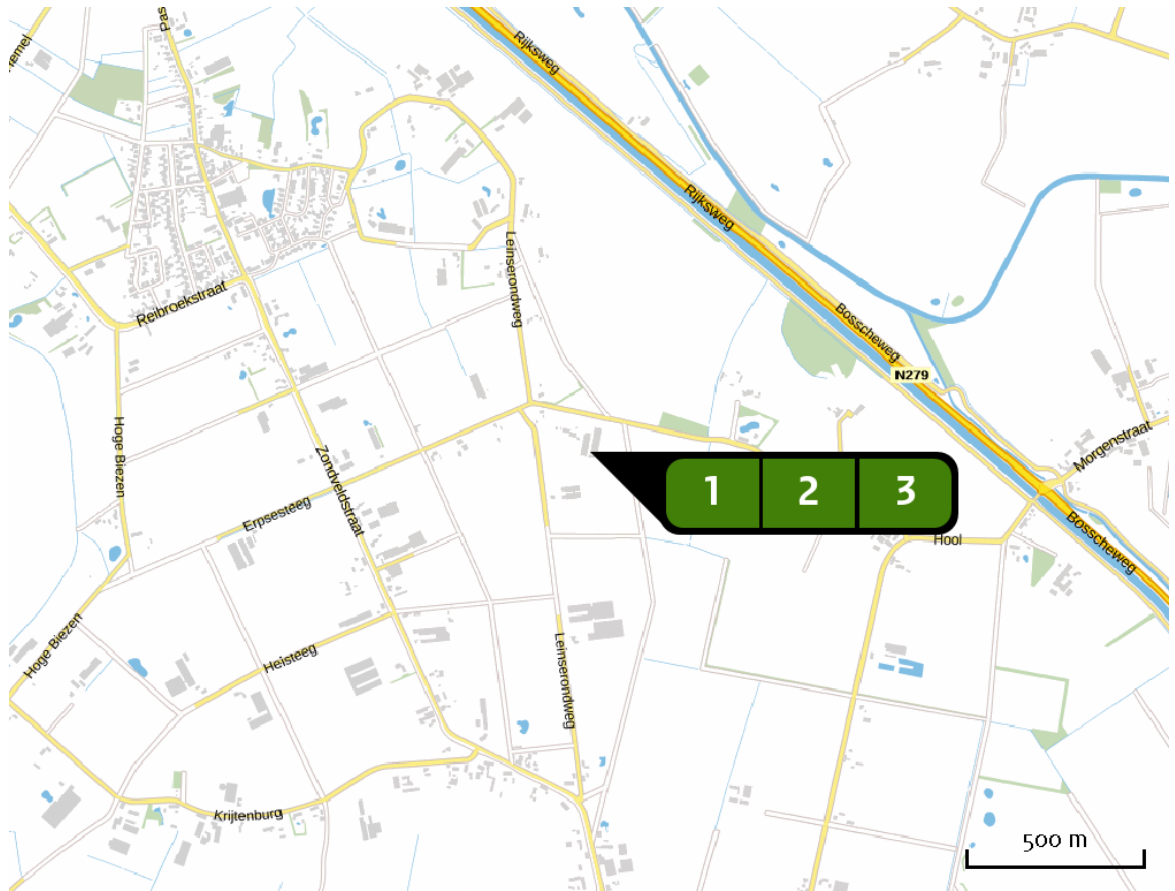 Pas
emel
Rijksweg
Rijksweg
Leinserondweg
Reibroekstraat
Bosscheweg
N279
Hoge Biezen
Zondveldstraat
Morgenstraat
1 2 3
Erpsesteeg
Bosscheweg
Hool
Hoge Biezen
Heisteeg
Leinserondweg
Krijtenburg
500 m